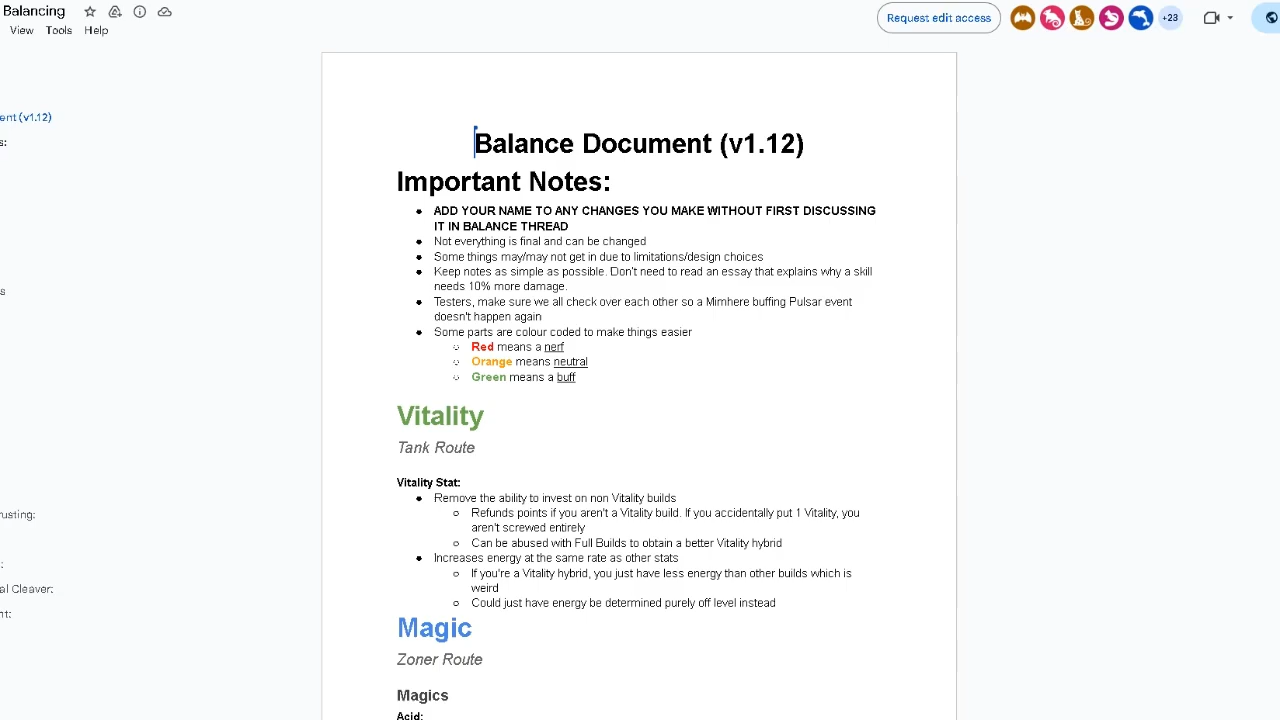 Balancing
View Tools Help
Request edit access
+23
ent (v1.12)
s:
s
rusting:
:
al Cleaver:
nt:
Balance Document (v1.12)
Important Notes:
● ADD YOUR NAME TO ANY CHANGES YOU MAKE WITHOUT FIRST DISCUSSING
IT IN BALANCE THREAD
● Not everything is final and can be changed
● Some things may/may not get in due to limitations/design choices
● Keep notes as simple as possible. Don't need to read an essay that explains why a skill
needs 10% more damage.
● Testers, make sure we all check over each other so a Mimhere buffing Pulsar event
doesn't happen again
● Some parts are colour coded to make things easier
○ Red means a nerf
○ Orange means neutral
○ Green means a buff
Vitality
Tank Route
Vitality Stat:
● Remove the ability to invest on non Vitality builds
○ Refunds points if you aren't a Vitality build. If you accidentally put 1 Vitality, you
aren't screwed entirely
○ Can be abused with Full Builds to obtain a better Vitality hybrid
● Increases energy at the same rate as other stats
○ If you're a Vitality hybrid, you just have less energy than other builds which is
weird
○ Could just have energy be determined purely off level instead
Magic
Zoner Route
Magics
Acid: